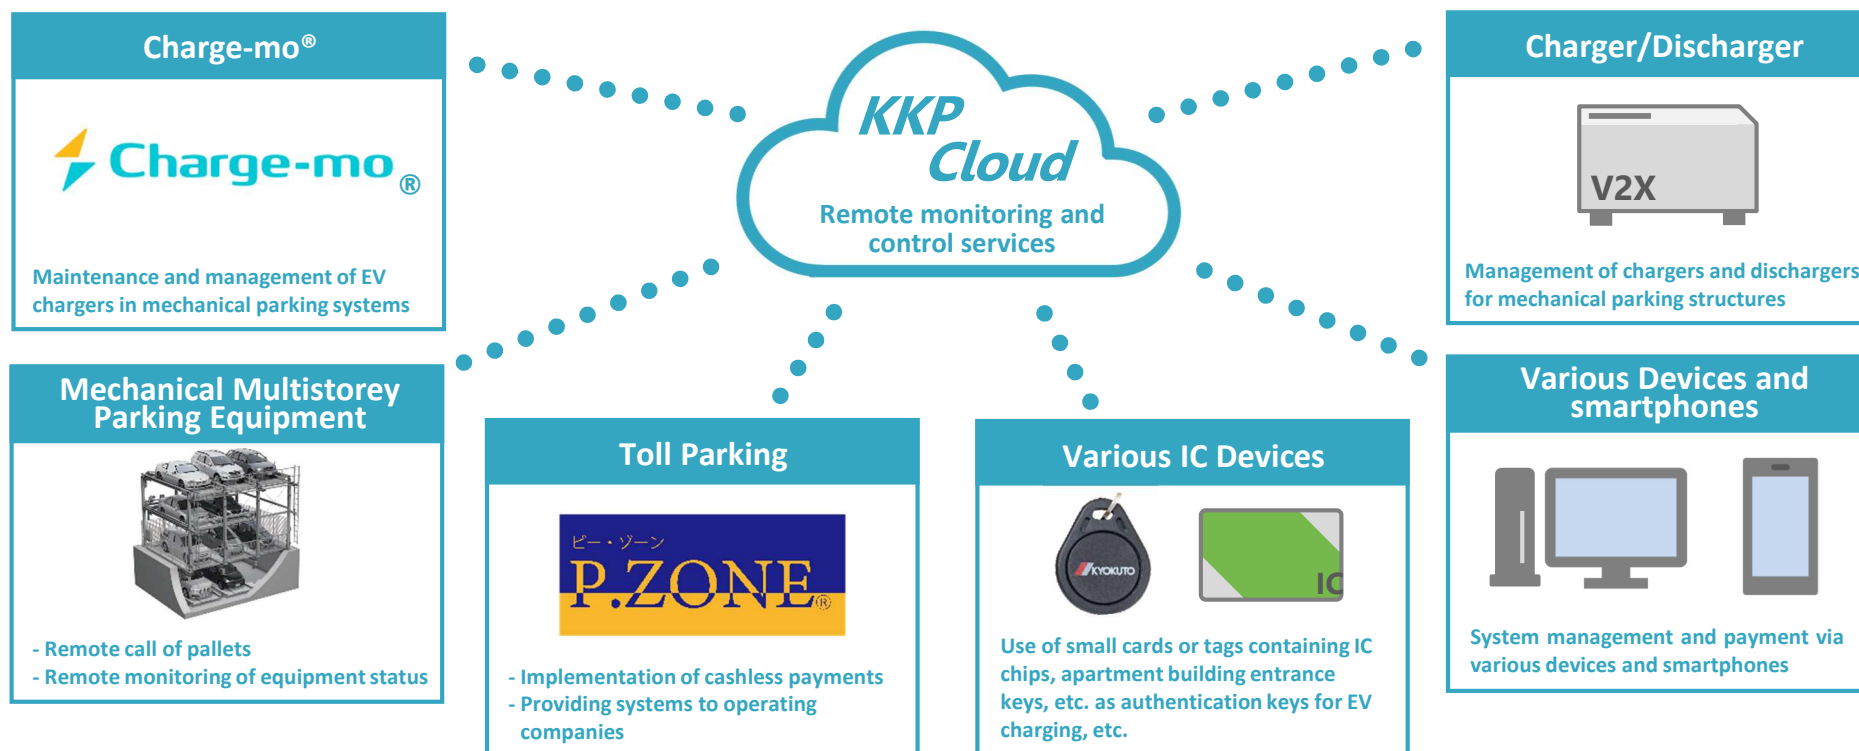 Charge-mo®
Charge-mo®
Maintenance and management of EV
chargers in mechanical parking systems
KKP
Cloud
Remote monitoring and
control services
Charger/Discharger
V2X
Management of chargers and dischargers
for mechanical parking structures
Mechanical Multistorey
Parking Equipment
- Remote call of pallets
- Remote monitoring of equipment status
Toll Parking
ピー・ゾーン
P.ZONE®
- Implementation of cashless payments
- Providing systems to operating
companies
Various IC Devices
KYOKUTO
IC
Use of small cards or tags containing IC
chips, apartment building entrance
keys, etc. as authentication keys for EV
charging, etc.
Various Devices and
smartphones
System management and payment via
various devices and smartphones